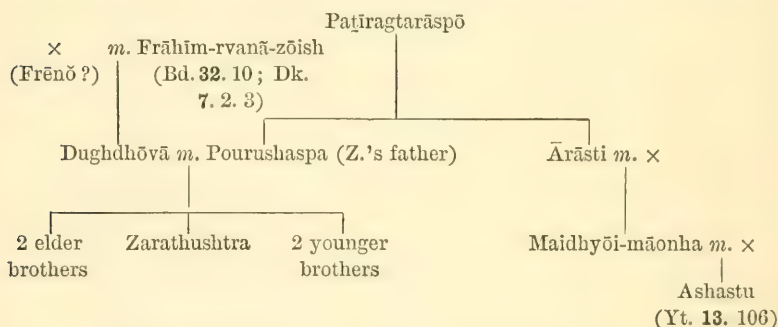 Paṭīragtarāspō
× m. Frāhīm-rvanā-zōish
(Frēnō ?) (Bd. 32. 10 ; Dk.
7. 2. 3)
Dughdhōvā m. Pourushaspa (Z.'s father) Ārāsti m. ×
2 elder Zarathushtra 2 younger Maidhyōi-māonha m. ×
brothers brothers
Ashastu
(Yt. 13. 106)